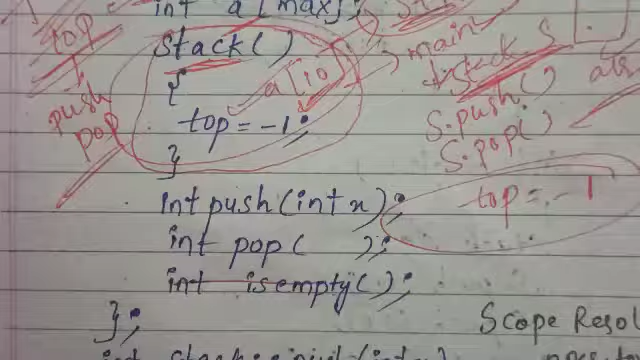 int a[max];
top
Stack()
main
Stack S
{
a[10]
S.push()
push
pop
top = -1;
S.pop()
}
int push(int x);
top = -1
int pop( );
int isempty();
};
Scope Resol